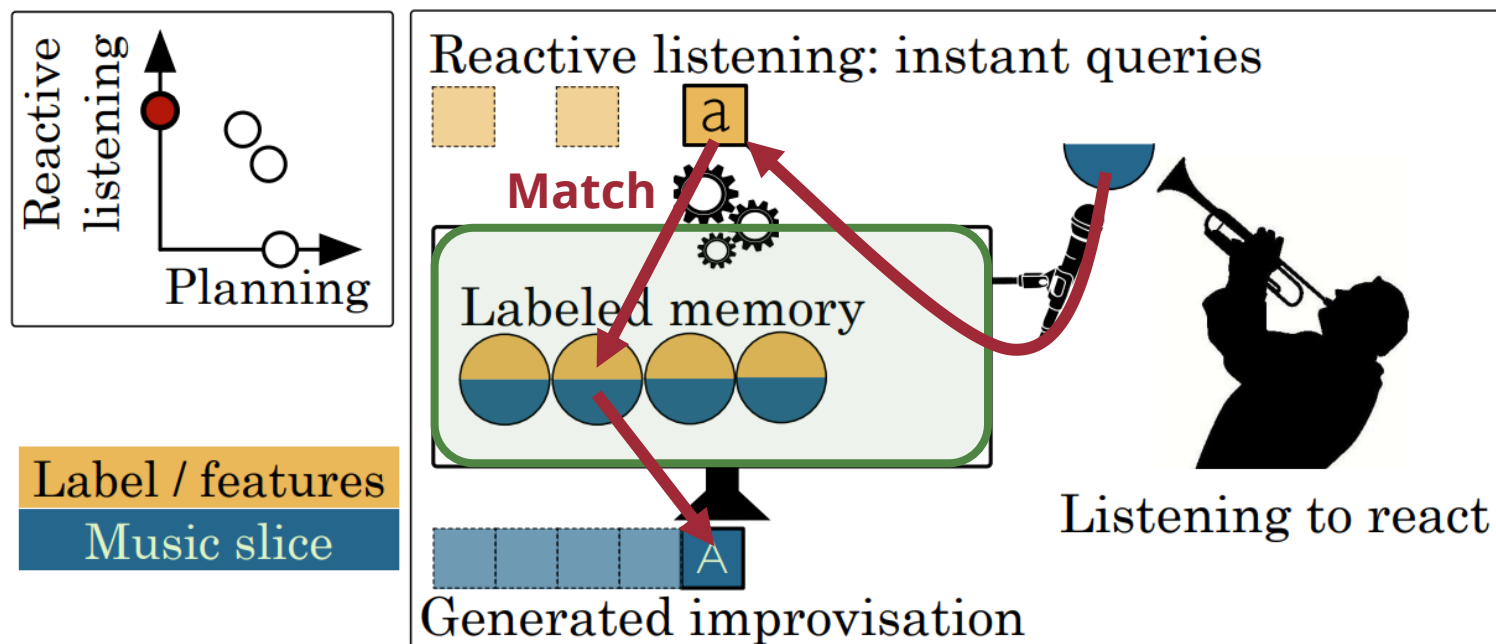 Reactive
listening
Planning
Label / features
Music slice
Reactive listening: instant queries
a
Match
Labeled memory
A
Generated improvisation
Listening to react